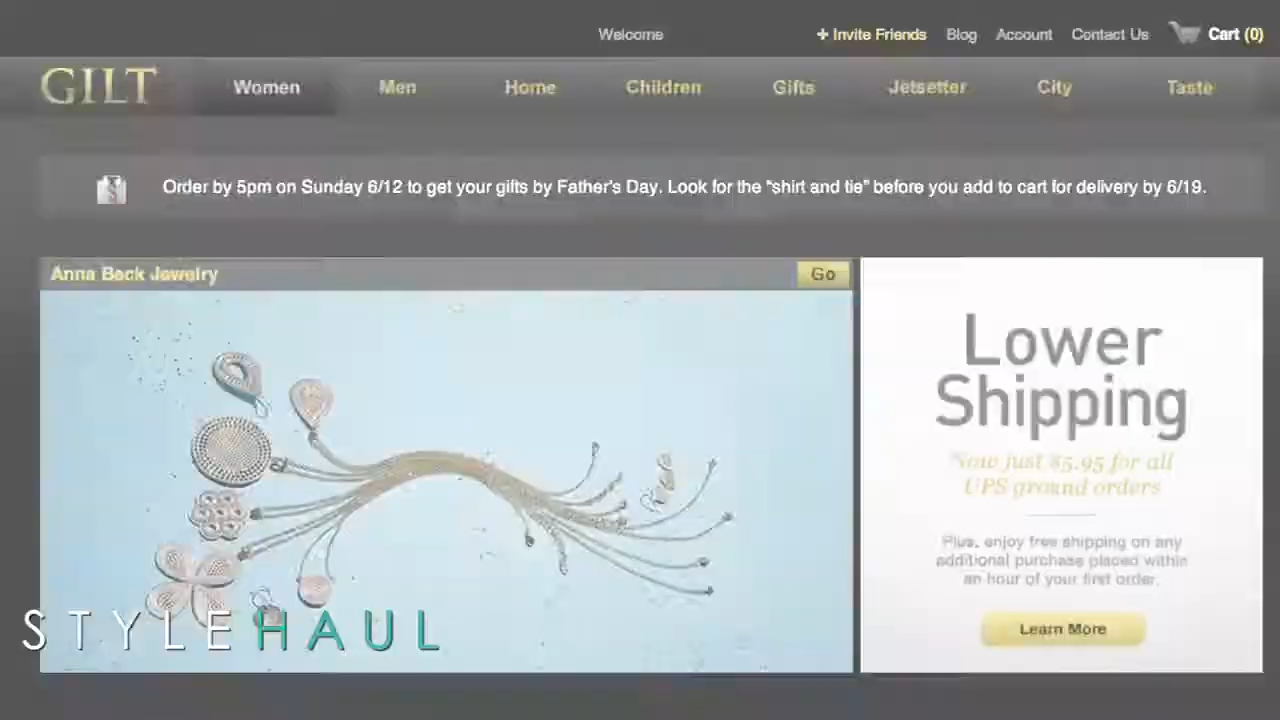 Welcome
+ Invite Friends
Blog
Account
Contact Us
Cart (0)
GILT
Women
Men
Home
Children
Gifts
Jetsetter
City
Taste
Order by 5pm on Sunday 6/12 to get your gifts by Father's Day. Look for the "shirt and tie" before you add to cart for delivery by 6/19.
Anna Beck Jewelry
Go
Lower
Shipping
Now just $5.95 for all
UPS ground orders
Plus, enjoy free shipping on any
additional purchase placed within
an hour of your first order.
Learn More
STYLEHAUL